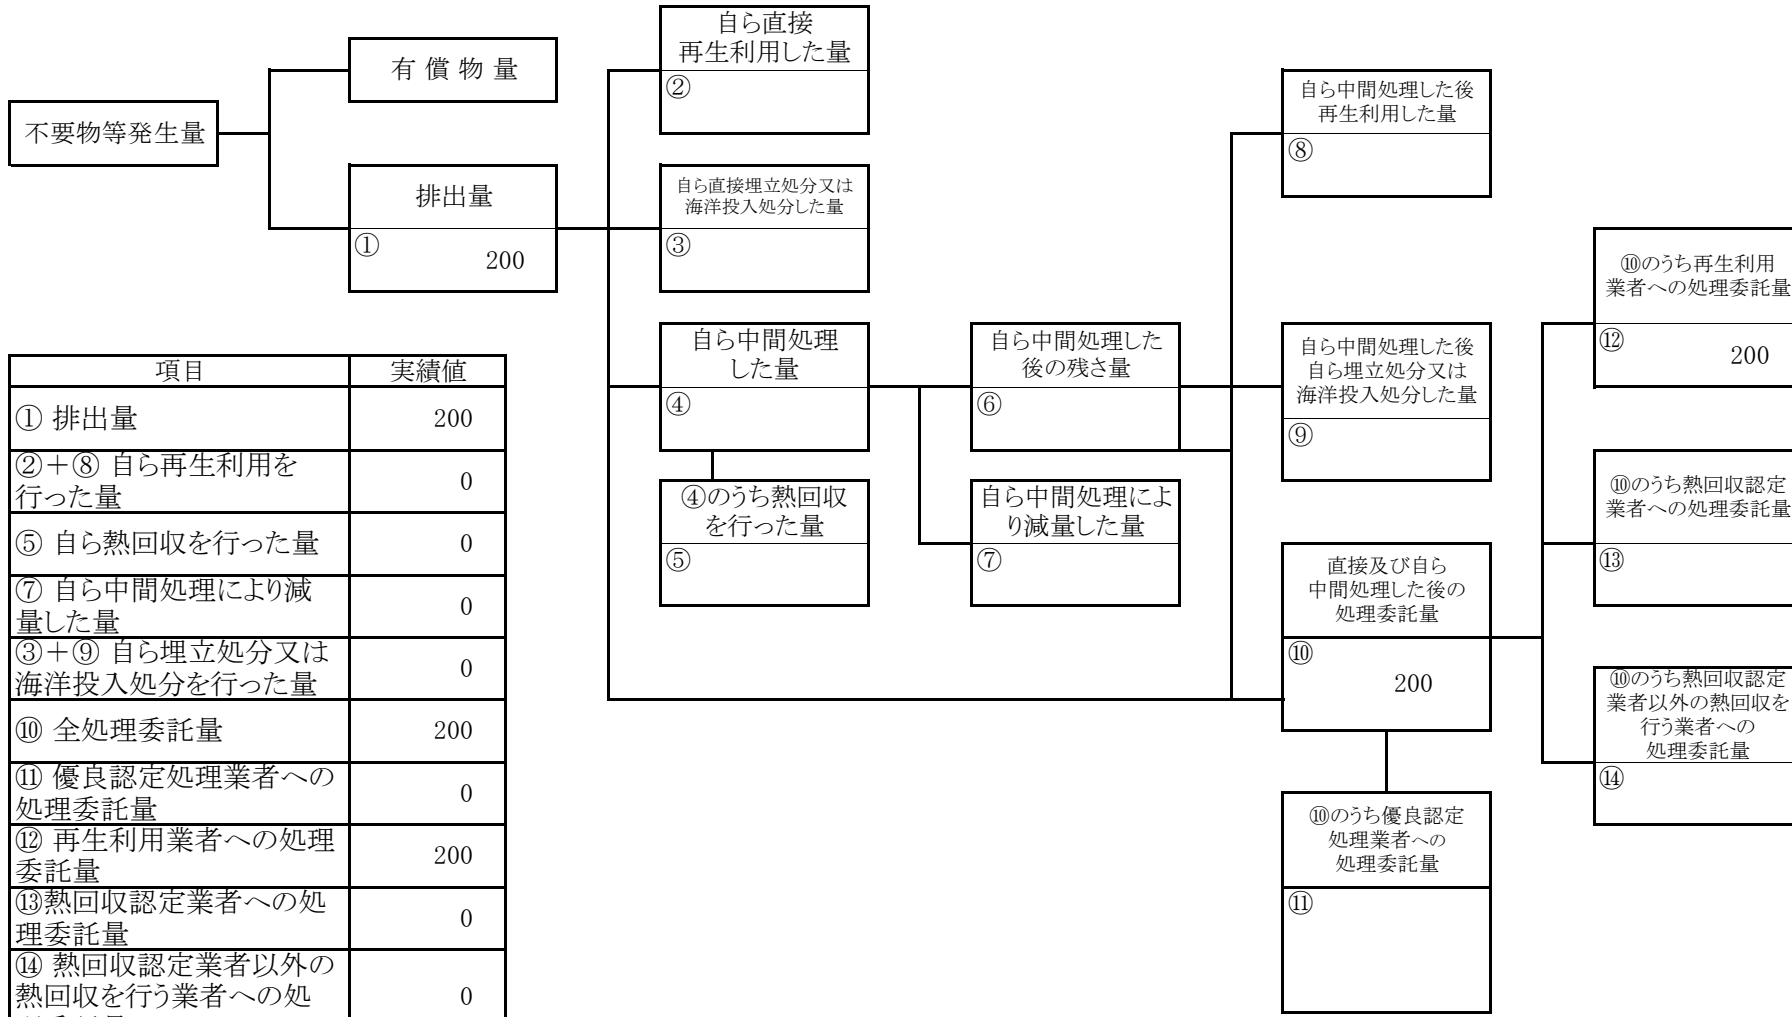 不要物等発生量
有 償 物 量
排出量
①
200
自ら直接
再生利用した量
②
自ら直接埋立処分又は
海洋投入処分した量
③
自ら中間処理
した量
④
④のうち熱回収
を行った量
⑤
自ら中間処理した
後の残さ量
⑥
自ら中間処理によ
り減量した量
⑦
自ら中間処理した後
再生利用した量
⑧
自ら中間処理した後
自ら埋立処分又は
海洋投入処分した量
⑨
直接及び自ら
中間処理した後の
処理委託量
⑩
200
⑩のうち優良認定
処理業者への
処理委託量
⑪
⑩のうち再生利用
業者への処理委託量
⑫
200
⑩のうち熱回収認定
業者への処理委託量
⑬
⑩のうち熱回収認定
業者以外の熱回収を
行う業者への
処理委託量
⑭
項目 実績値
① 排出量 200
②＋⑧ 自ら再生利用を
行った量 0
⑤ 自ら熱回収を行った量 0
⑦ 自ら中間処理により減
量した量 0
③＋⑨ 自ら埋立処分又は
海洋投入処分を行った量 0
⑩ 全処理委託量 200
⑪ 優良認定処理業者への
処理委託量 0
⑫ 再生利用業者への処理
委託量 200
⑬熱回収認定業者への処
理委託量 0
⑭ 熱回収認定業者以外の
熱回収を行う業者への処 0